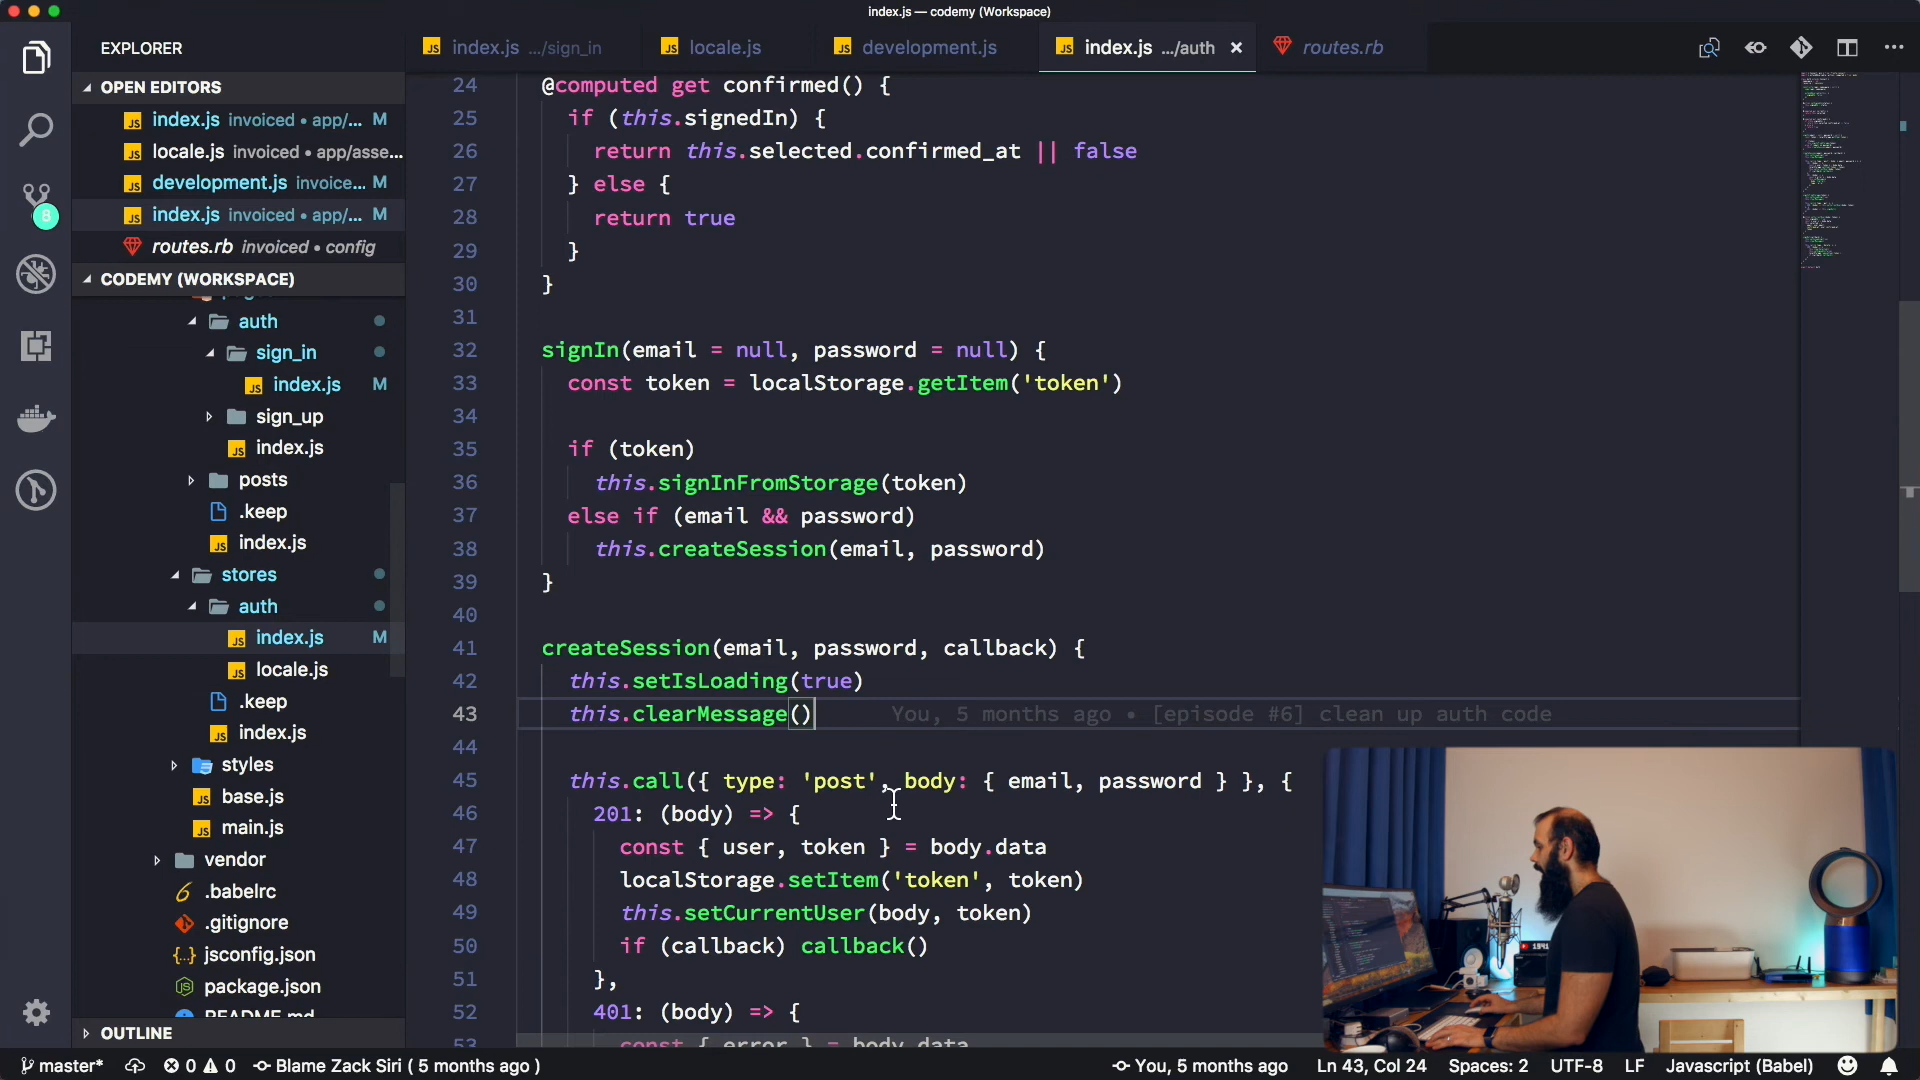 index.js — codemy (Workspace)
EXPLORER
OPEN EDITORS
index.js invoiced • app/... M
locale.js invoiced • app/asse...
development.js invoice... M
index.js invoiced • app/... M
routes.rb invoiced • config
CODEMY (WORKSPACE)
auth
sign_in
index.js M
sign_up
index.js
posts
.keep
index.js
stores
auth
index.js M
locale.js
.keep
index.js
styles
base.js
main.js
vendor
.babelrc
.gitignore
jsconfig.json
package.json
README.md
OUTLINE
8
index.js .../sign_in
locale.js
development.js
index.js .../auth ×
routes.rb
24 @computed get confirmed() {
25 if (this.signedIn) {
26 return this.selected.confirmed_at || false
27 } else {
28 return true
29 }
30 }
31
32 signIn(email = null, password = null) {
33 const token = localStorage.getItem('token')
34
35 if (token)
36 this.signInFromStorage(token)
37 else if (email && password)
38 this.createSession(email, password)
39 }
40
41 createSession(email, password, callback) {
42 this.setIsLoading(true)
43 this.clearMessage() You, 5 months ago • [episode #6] clean up auth code
44
45 this.call({ type: 'post', body: { email, password } }, {
46 201: (body) => {
47 const { user, token } = body.data
48 localStorage.setItem('token', token)
49 this.setCurrentUser(body, token)
50 if (callback) callback()
51 },
52 401: (body) => {
53 const { error } = body.data
master* 0 0 Blame Zack Siri ( 5 months ago ) You, 5 months ago Ln 43, Col 24 Spaces: 2 UTF-8 LF Javascript (Babel)